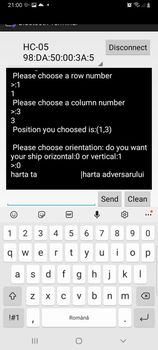 21:00
HC-05
98:DA:50:00:3A:5
Disconnect
Please choose a row number
>:1
1
Please choose a column number
>:3
3
Position you choosed is:(1,3)
Please choose orientation: do you want
your ship orizontal:0 or vertical:1
>:0
harta ta |harta adversarului
Send Clean
1 2 3 4 5 6 7 8 9 0
q w e r t y u i o p
a s d f g h j k l
z x c v b n m
!#1 , Română .